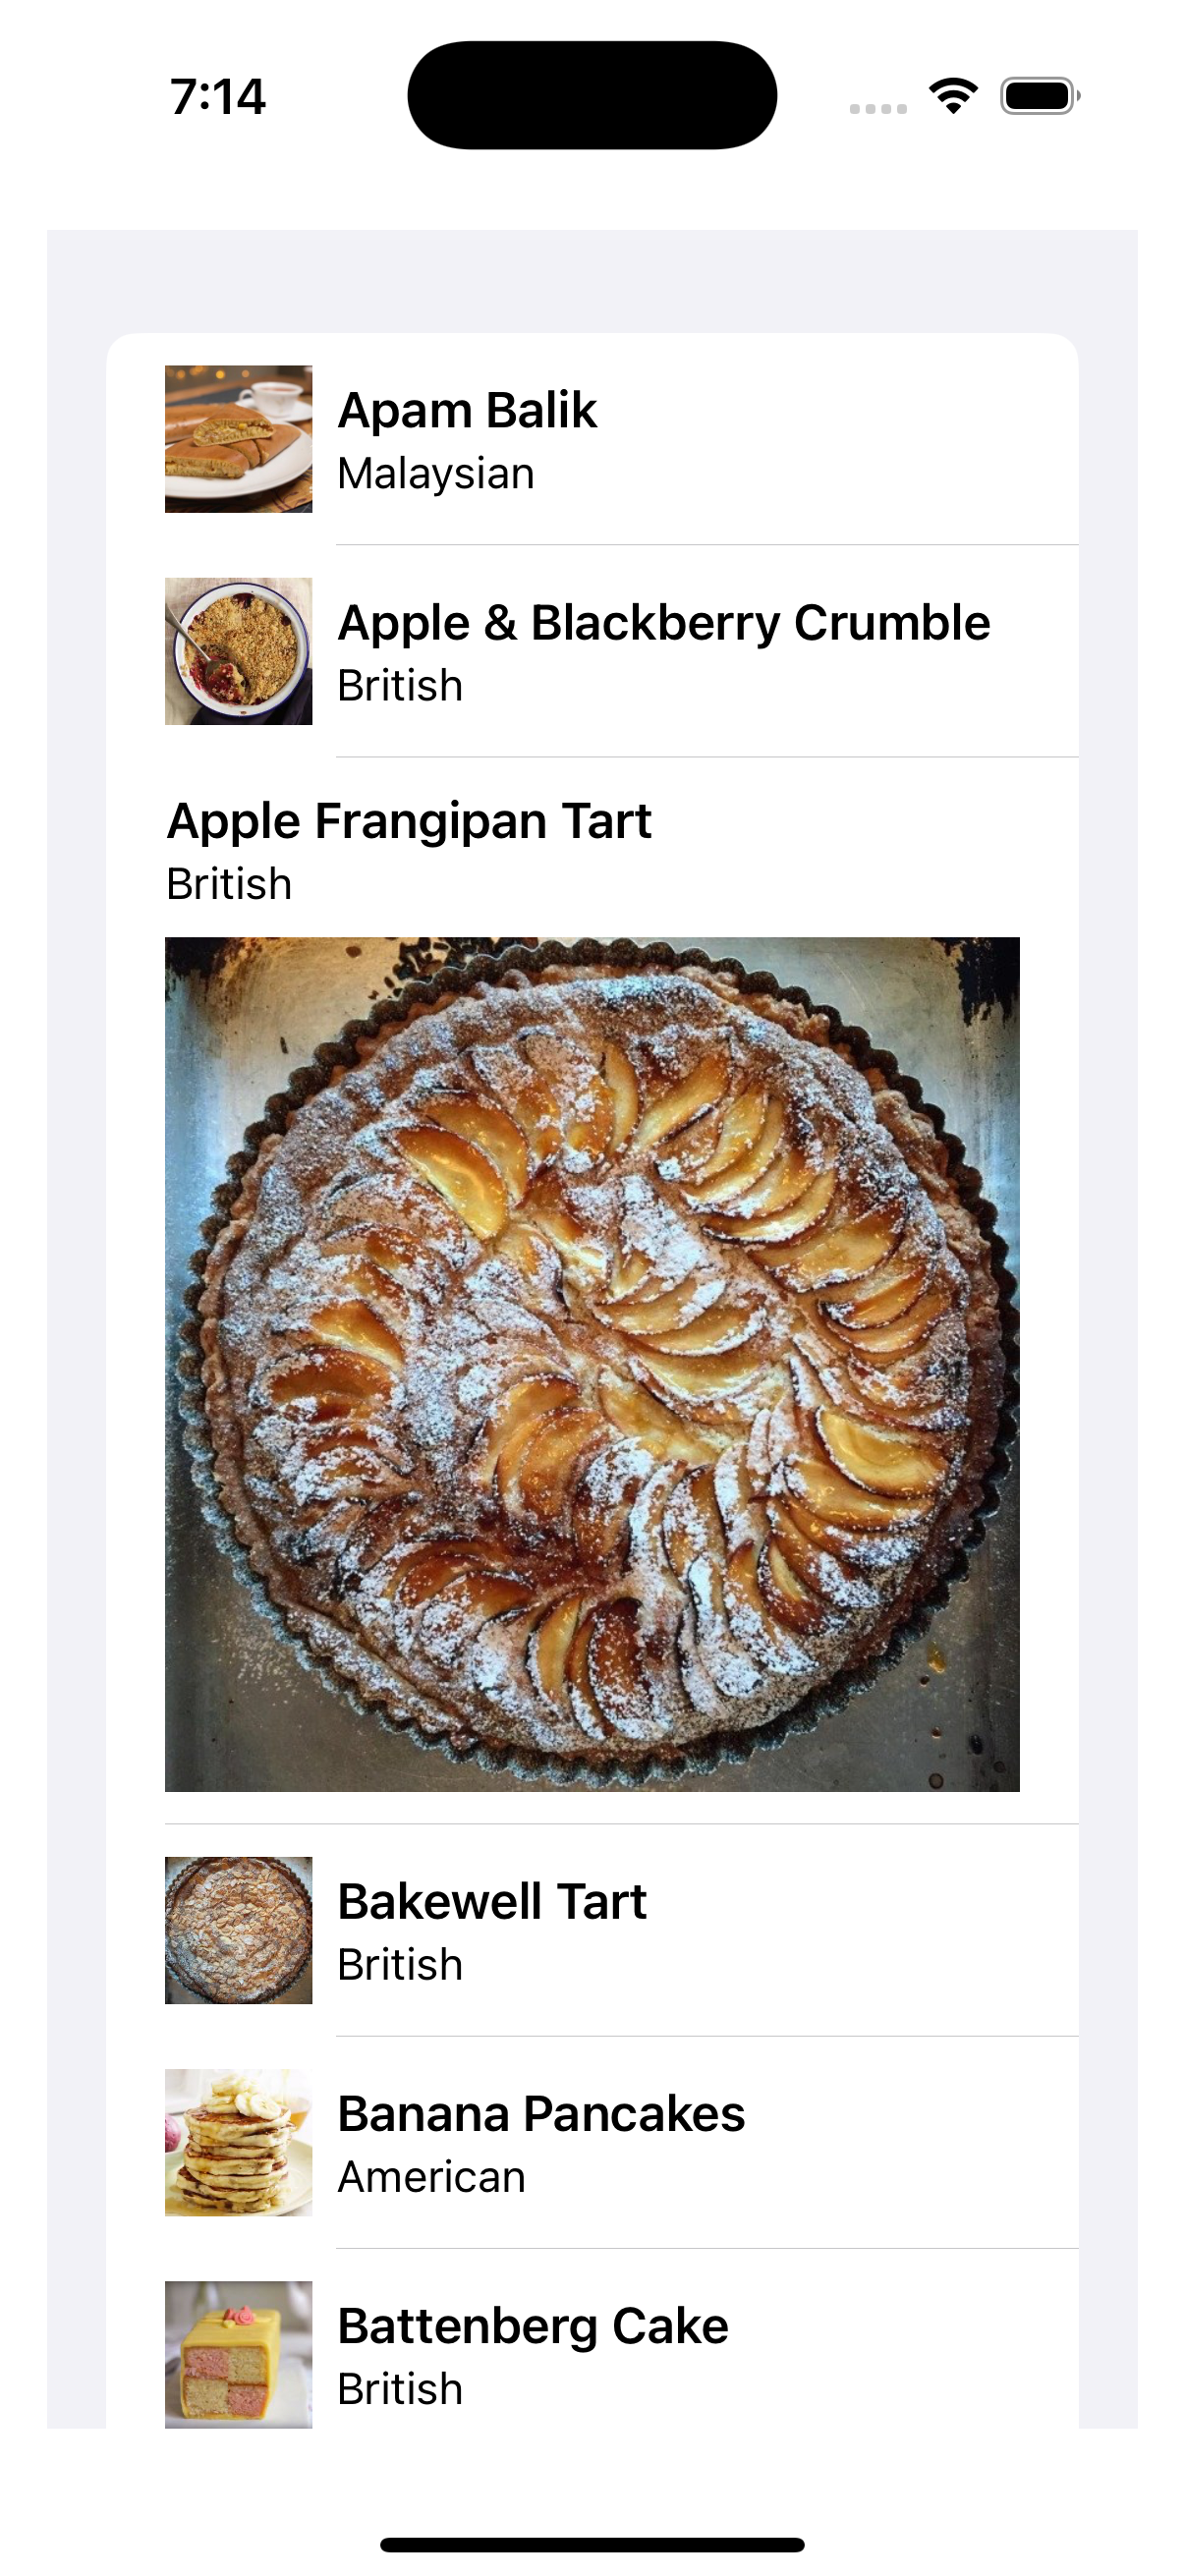 7:14
Apam Balik
Malaysian
Apple & Blackberry Crumble
British
Apple Frangipan Tart
British
Bakewell Tart
British
Banana Pancakes
American
Battenberg Cake
British